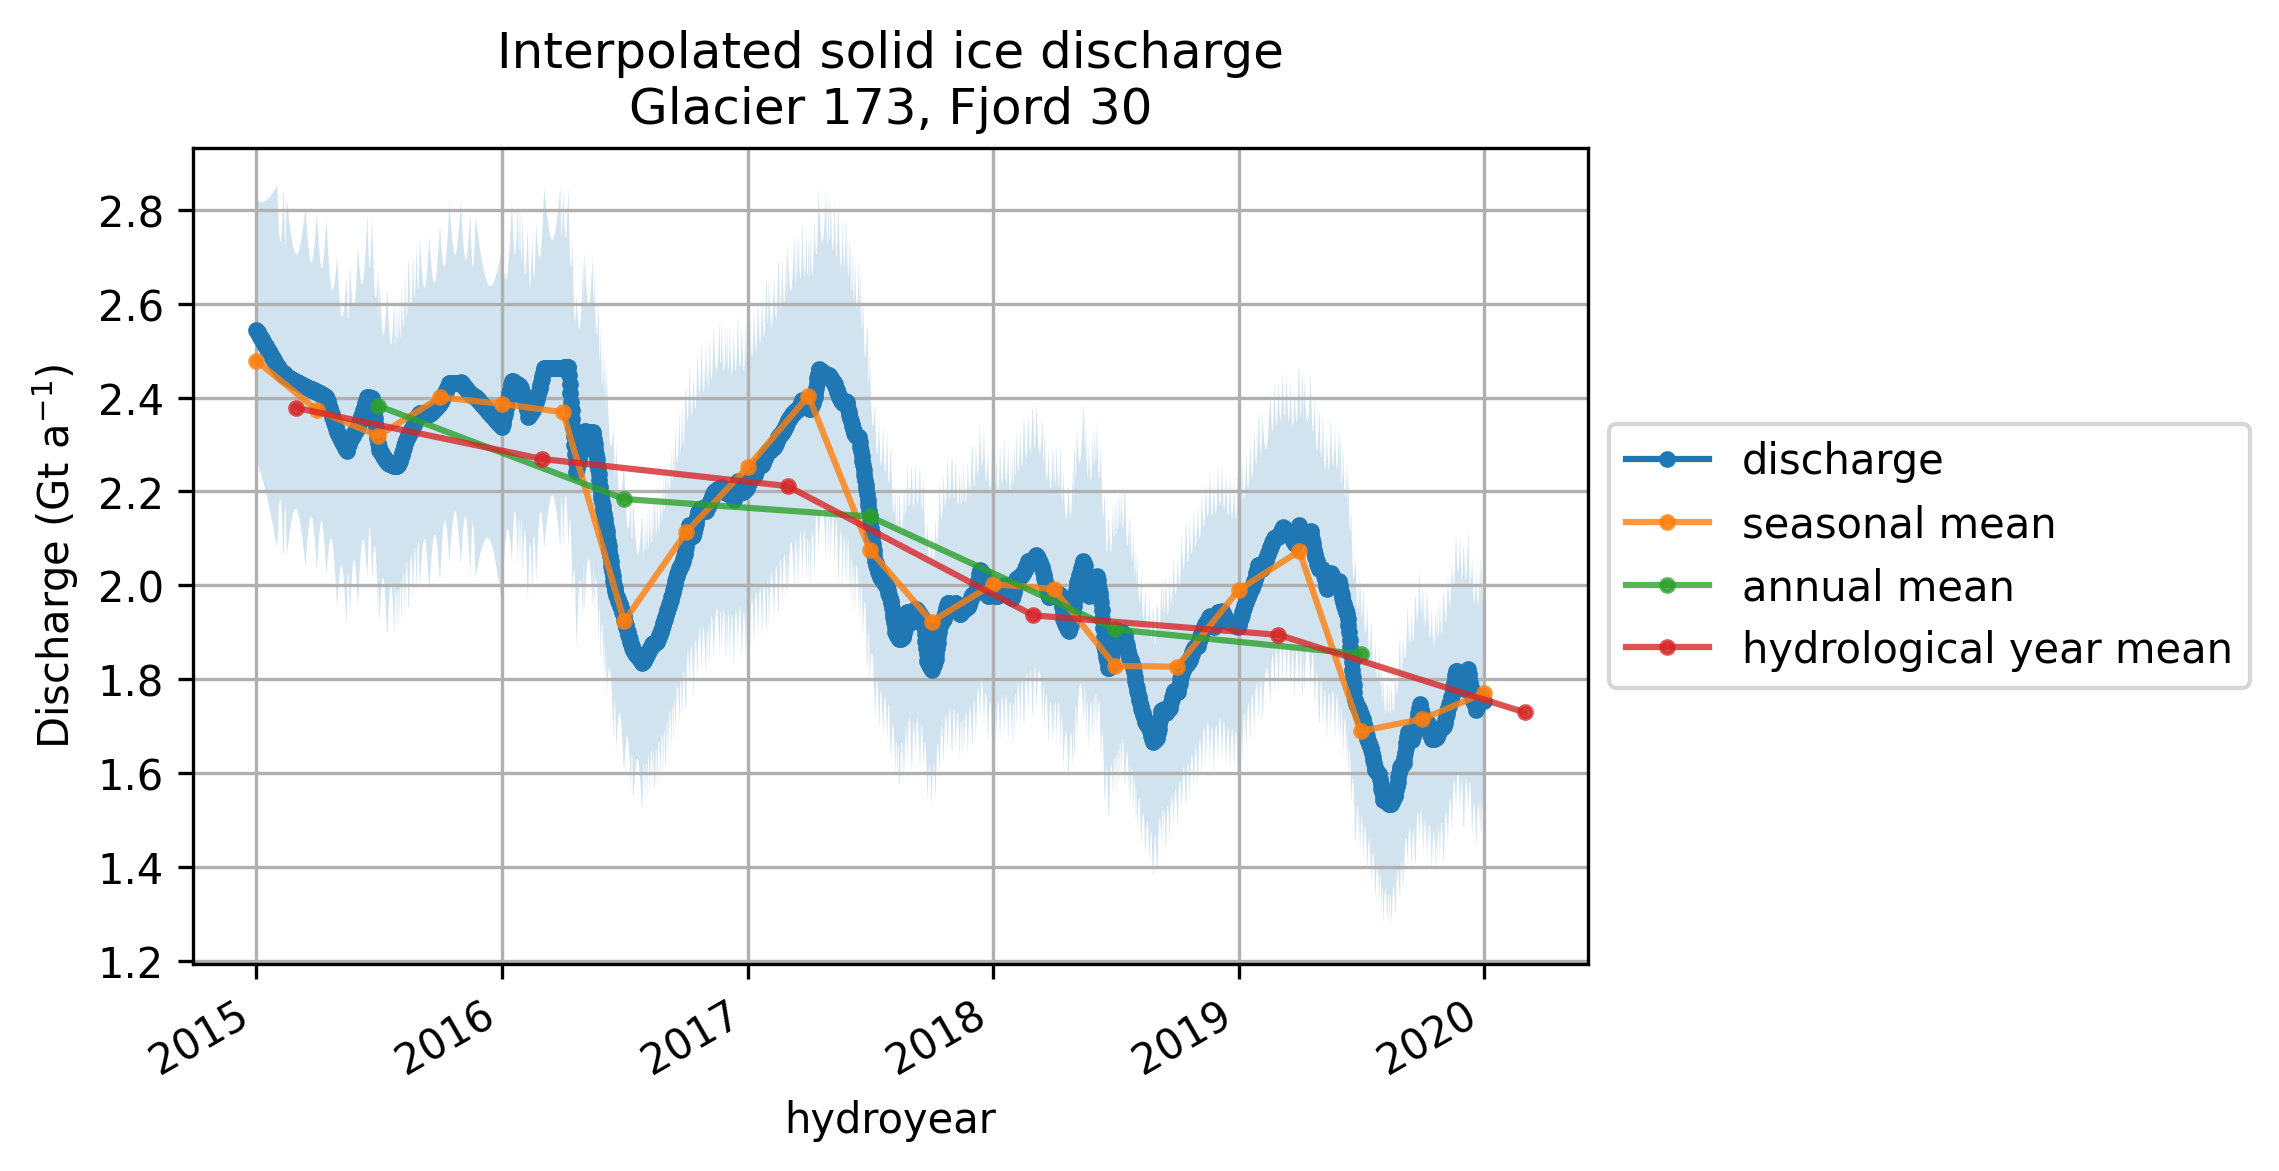 Interpolated solid ice discharge
Glacier 173, Fjord 30
Discharge (Gt a⁻¹)
2.8
2.6
2.4
2.2
2.0
1.8
1.6
1.4
1.2
2015
2016
2017
2018
2019
2020
hydroyear
discharge
seasonal mean
annual mean
hydrological year mean